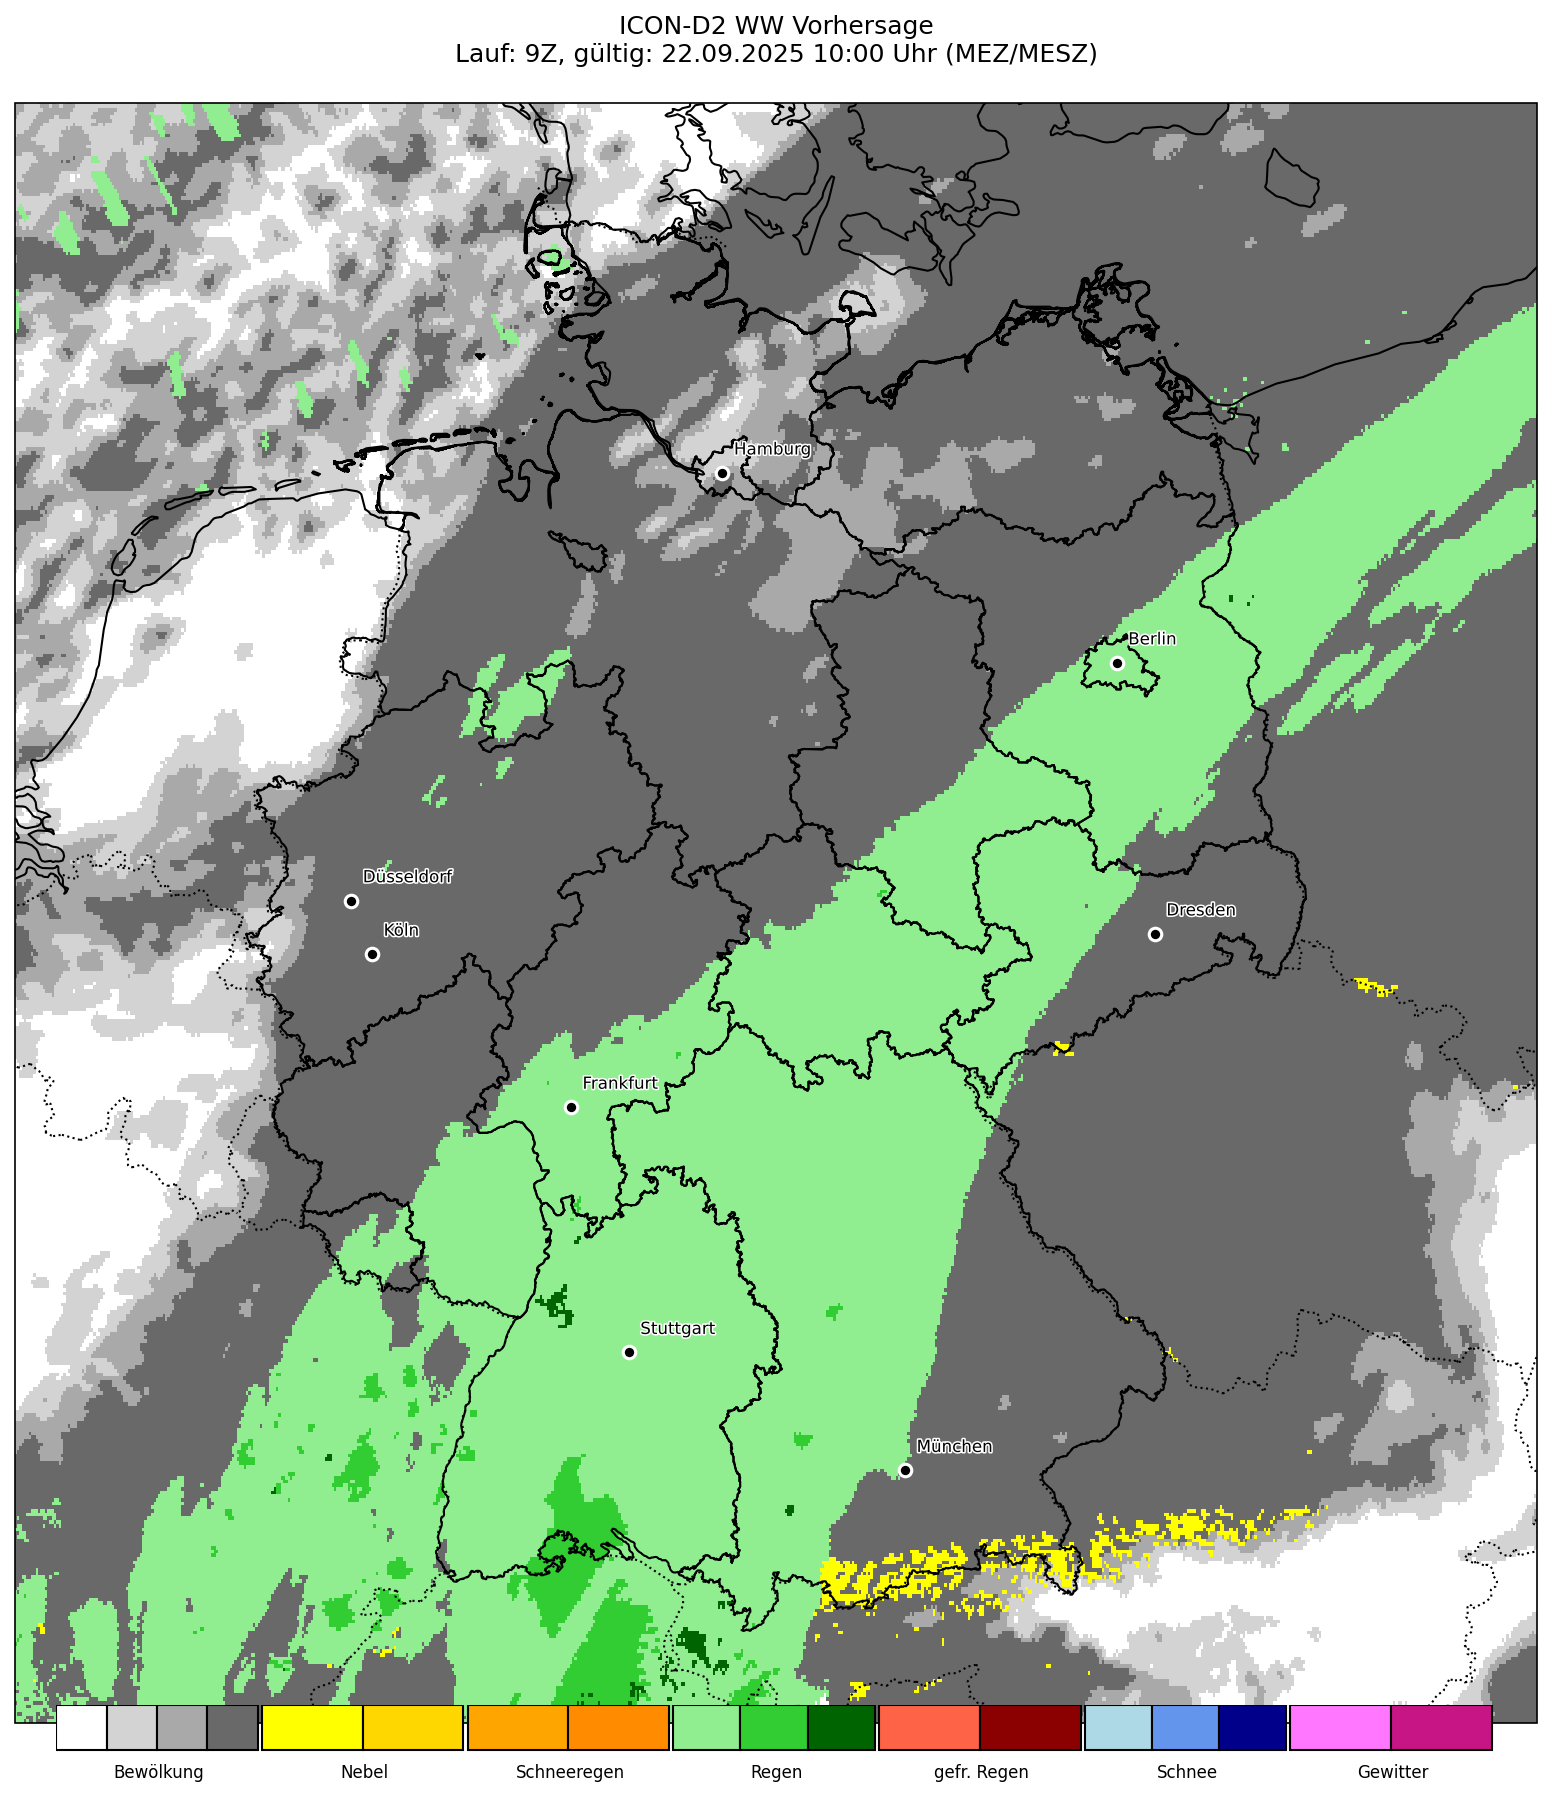 ICON-D2 WW Vorhersage
Lauf: 9Z, gültig: 22.09.2025 10:00 Uhr (MEZ/MESZ)
Hamburg
Berlin
Düsseldorf
Dresden
Köln
Frankfurt
Stuttgart
München
Bewölkung
Nebel
Schneeregen
Regen
gefr. Regen
Schnee
Gewitter